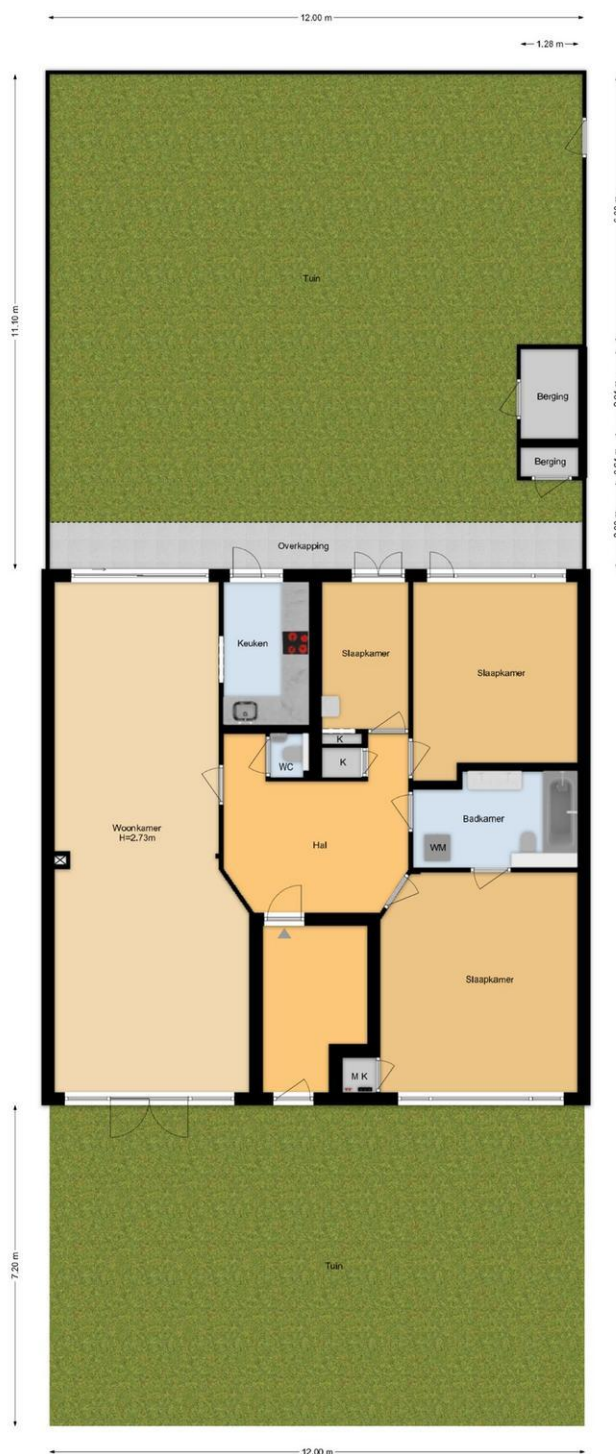 12.00 m
1.28 m
11.10 m
Tuin
Berging
Berging
Overkapping
Keuken
Slaapkamer
Slaapkamer
K
K
WC
Woonkamer
H=2.73m
Hal
Badkamer
WM
Slaapkamer
M K
7.20 m
Tuin
12.00 m